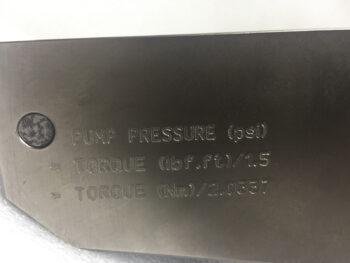 PUMP PRESSURE (psi)
= TORQUE (lbf.ft)/1.5
= TORQUE (Nm)/2.0337